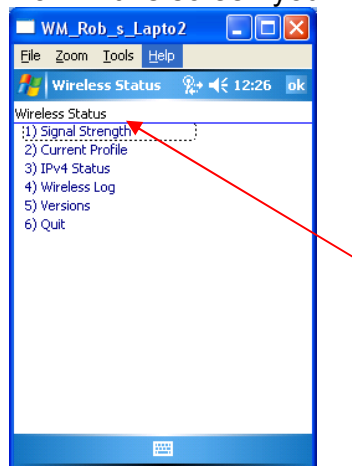 WM_Rob_s_Lapto2
File Zoom Tools Help
Wireless Status 12:26 ok
Wireless Status
1) Signal Strength
2) Current Profile
3) IPv4 Status
4) Wireless Log
5) Versions
6) Quit